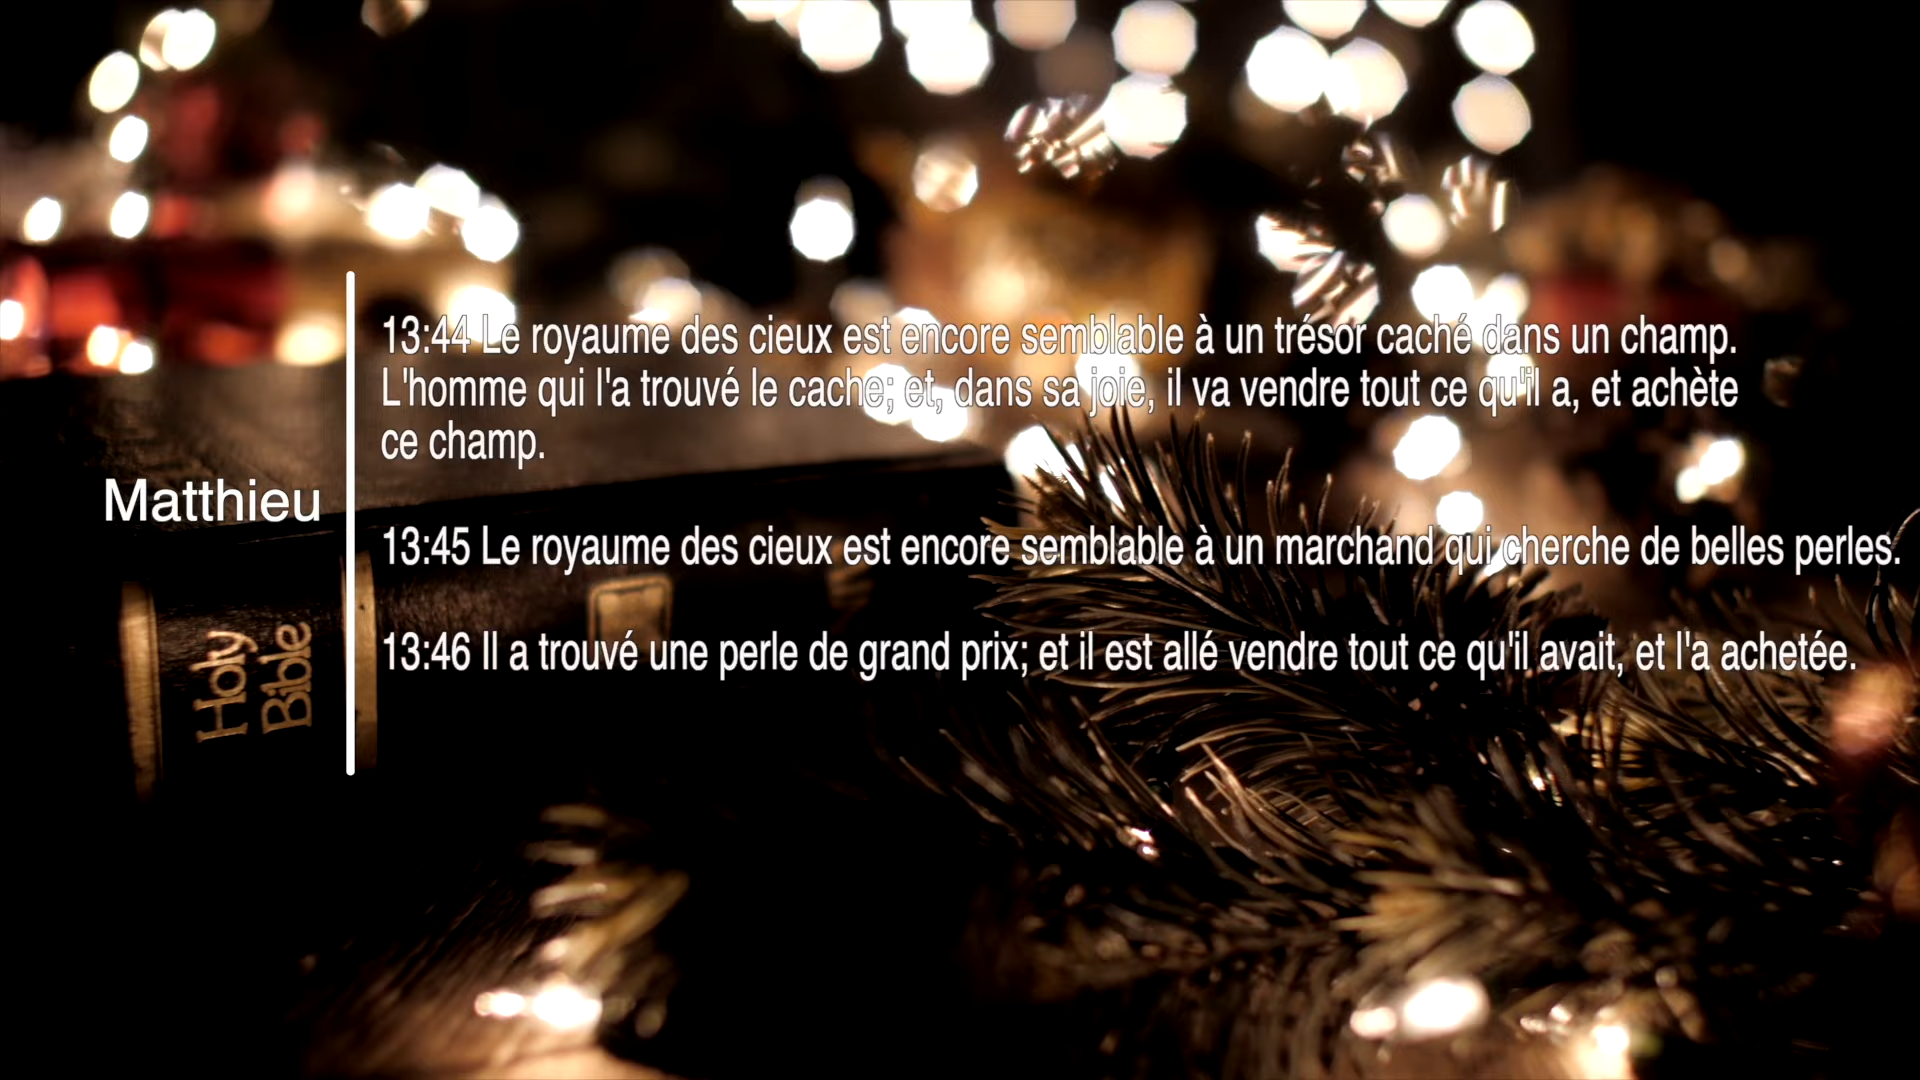 13:44 Le royaume des cieux est encore semblable à un trésor caché dans un champ.
L'homme qui l'a trouvé le cache; et, dans sa joie, il va vendre tout ce qu'il a, et achète
ce champ.
Matthieu
13:45 Le royaume des cieux est encore semblable à un marchand qui cherche de belles perles.
13:46 Il a trouvé une perle de grand prix; et il est allé vendre tout ce qu'il avait, et l'a achetée.
Holy
Bible